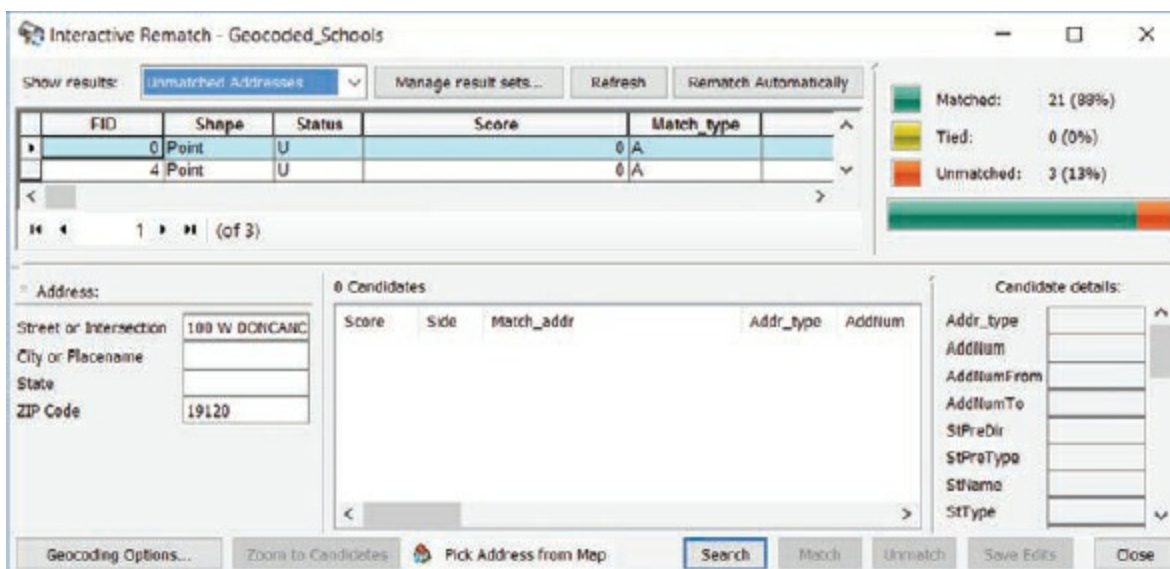 Interactive Rematch - Geocoded_Schools
Show results: Unmatched Addresses Manage result sets... Refresh Rematch Automatically
FID Shape Status Score Match_type
0 Point U 0 A
4 Point U 0 A
1 (of 3)
Matched: 21 (88%)
Tied: 0 (0%)
Unmatched: 3 (13%)
Address:
Street or Intersection 100 W DONCANC
City or Placename
State
ZIP Code 19120
0 Candidates
Score Side Match_addr Addr_type AddNum
Candidate details:
Addr_type
AddNum
AddNumFrom
AddNumTo
StPreDir
StPreType
StName
StType
Geocoding Options... Zoom to Candidates Pick Address from Map Search Match Unmatch Save Edits Close